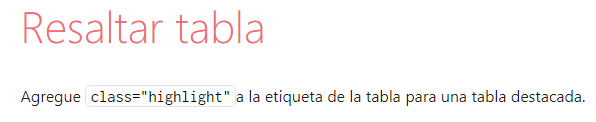 Resaltar tabla
Agregue class="highlight" a la etiqueta de la tabla para una tabla destacada.